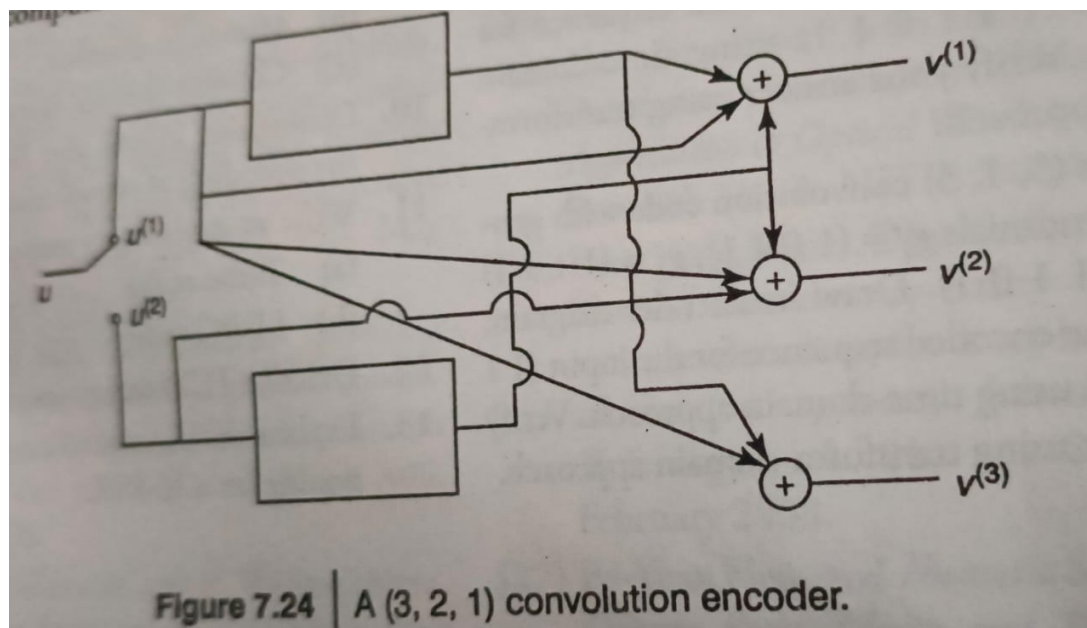 v(1)
u(1)
u
v(2)
u(2)
v(3)
Figure 7.24 | A (3, 2, 1) convolution encoder.